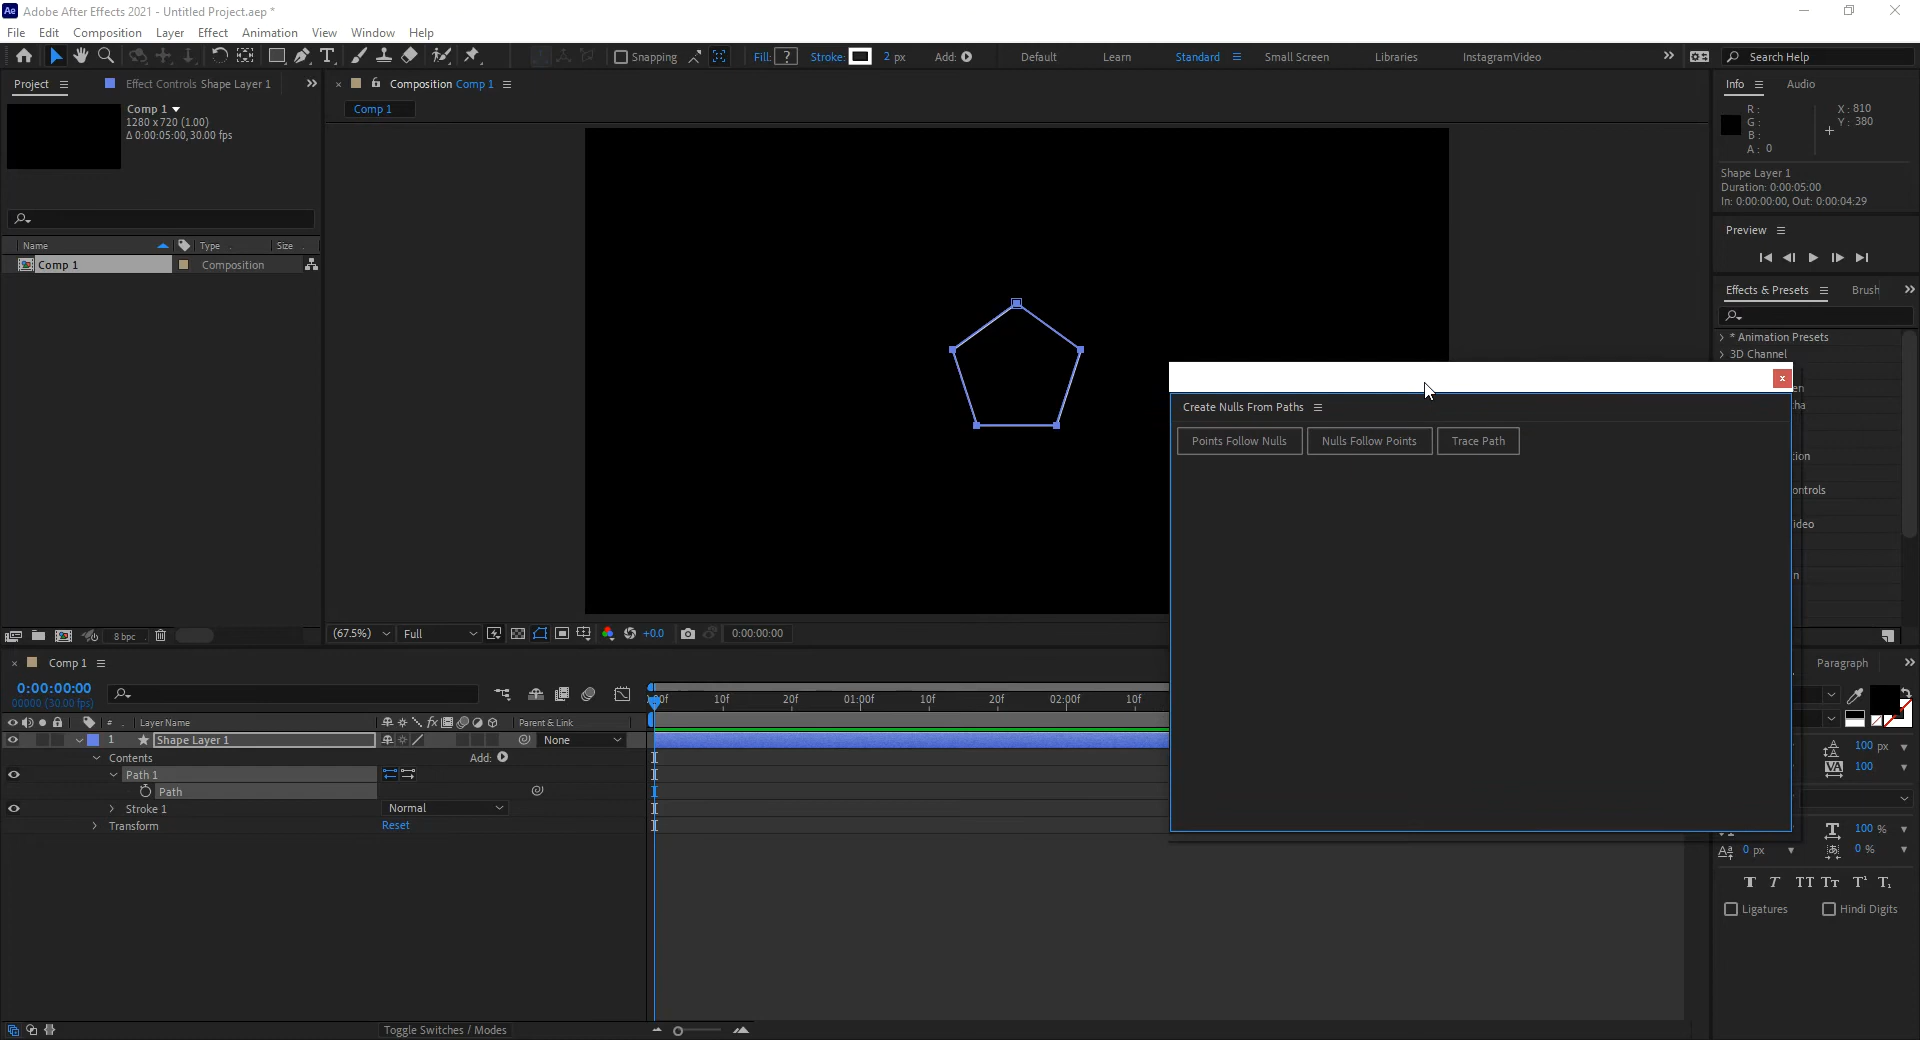 Adobe After Effects 2021 - Untitled Project.aep *
File Edit Composition Layer Effect Animation View Window Help
Snapping Fill: ? Stroke: 2 px Add: Default Learn Standard Small Screen Libraries InstagramVideo Search Help
Project Effect Controls Shape Layer 1
Comp 1
1280 x 720 (1.00)
Δ 0:00:05:00, 30.00 fps
Name Type Size
Comp 1 Composition
8 bpc
Composition Comp 1
Comp 1
(67.5%) Full +0.0 0:00:00:00
Info Audio
R: X: 810
G: Y: 380
B:
A: 0
Shape Layer 1
Duration: 0:00:05:00
In: 0:00:00:00, Out: 0:00:04:29
Preview
Effects & Presets Brush
* Animation Presets
3D Channel
Create Nulls From Paths
Points Follow Nulls Nulls Follow Points Trace Path
Comp 1
0:00:00:00
00000 (30.00 fps)
10f 20f 01:00f 10f 20f 02:00f 10f
# Layer Name Parent & Link
1 Shape Layer 1 None
Contents Add:
Path 1
Path
Stroke 1 Normal
Transform Reset
Toggle Switches / Modes
Paragraph
100 px
100
100 %
0 px 0 %
T T TT Tt T¹ T₁
Ligatures Hindi Digits